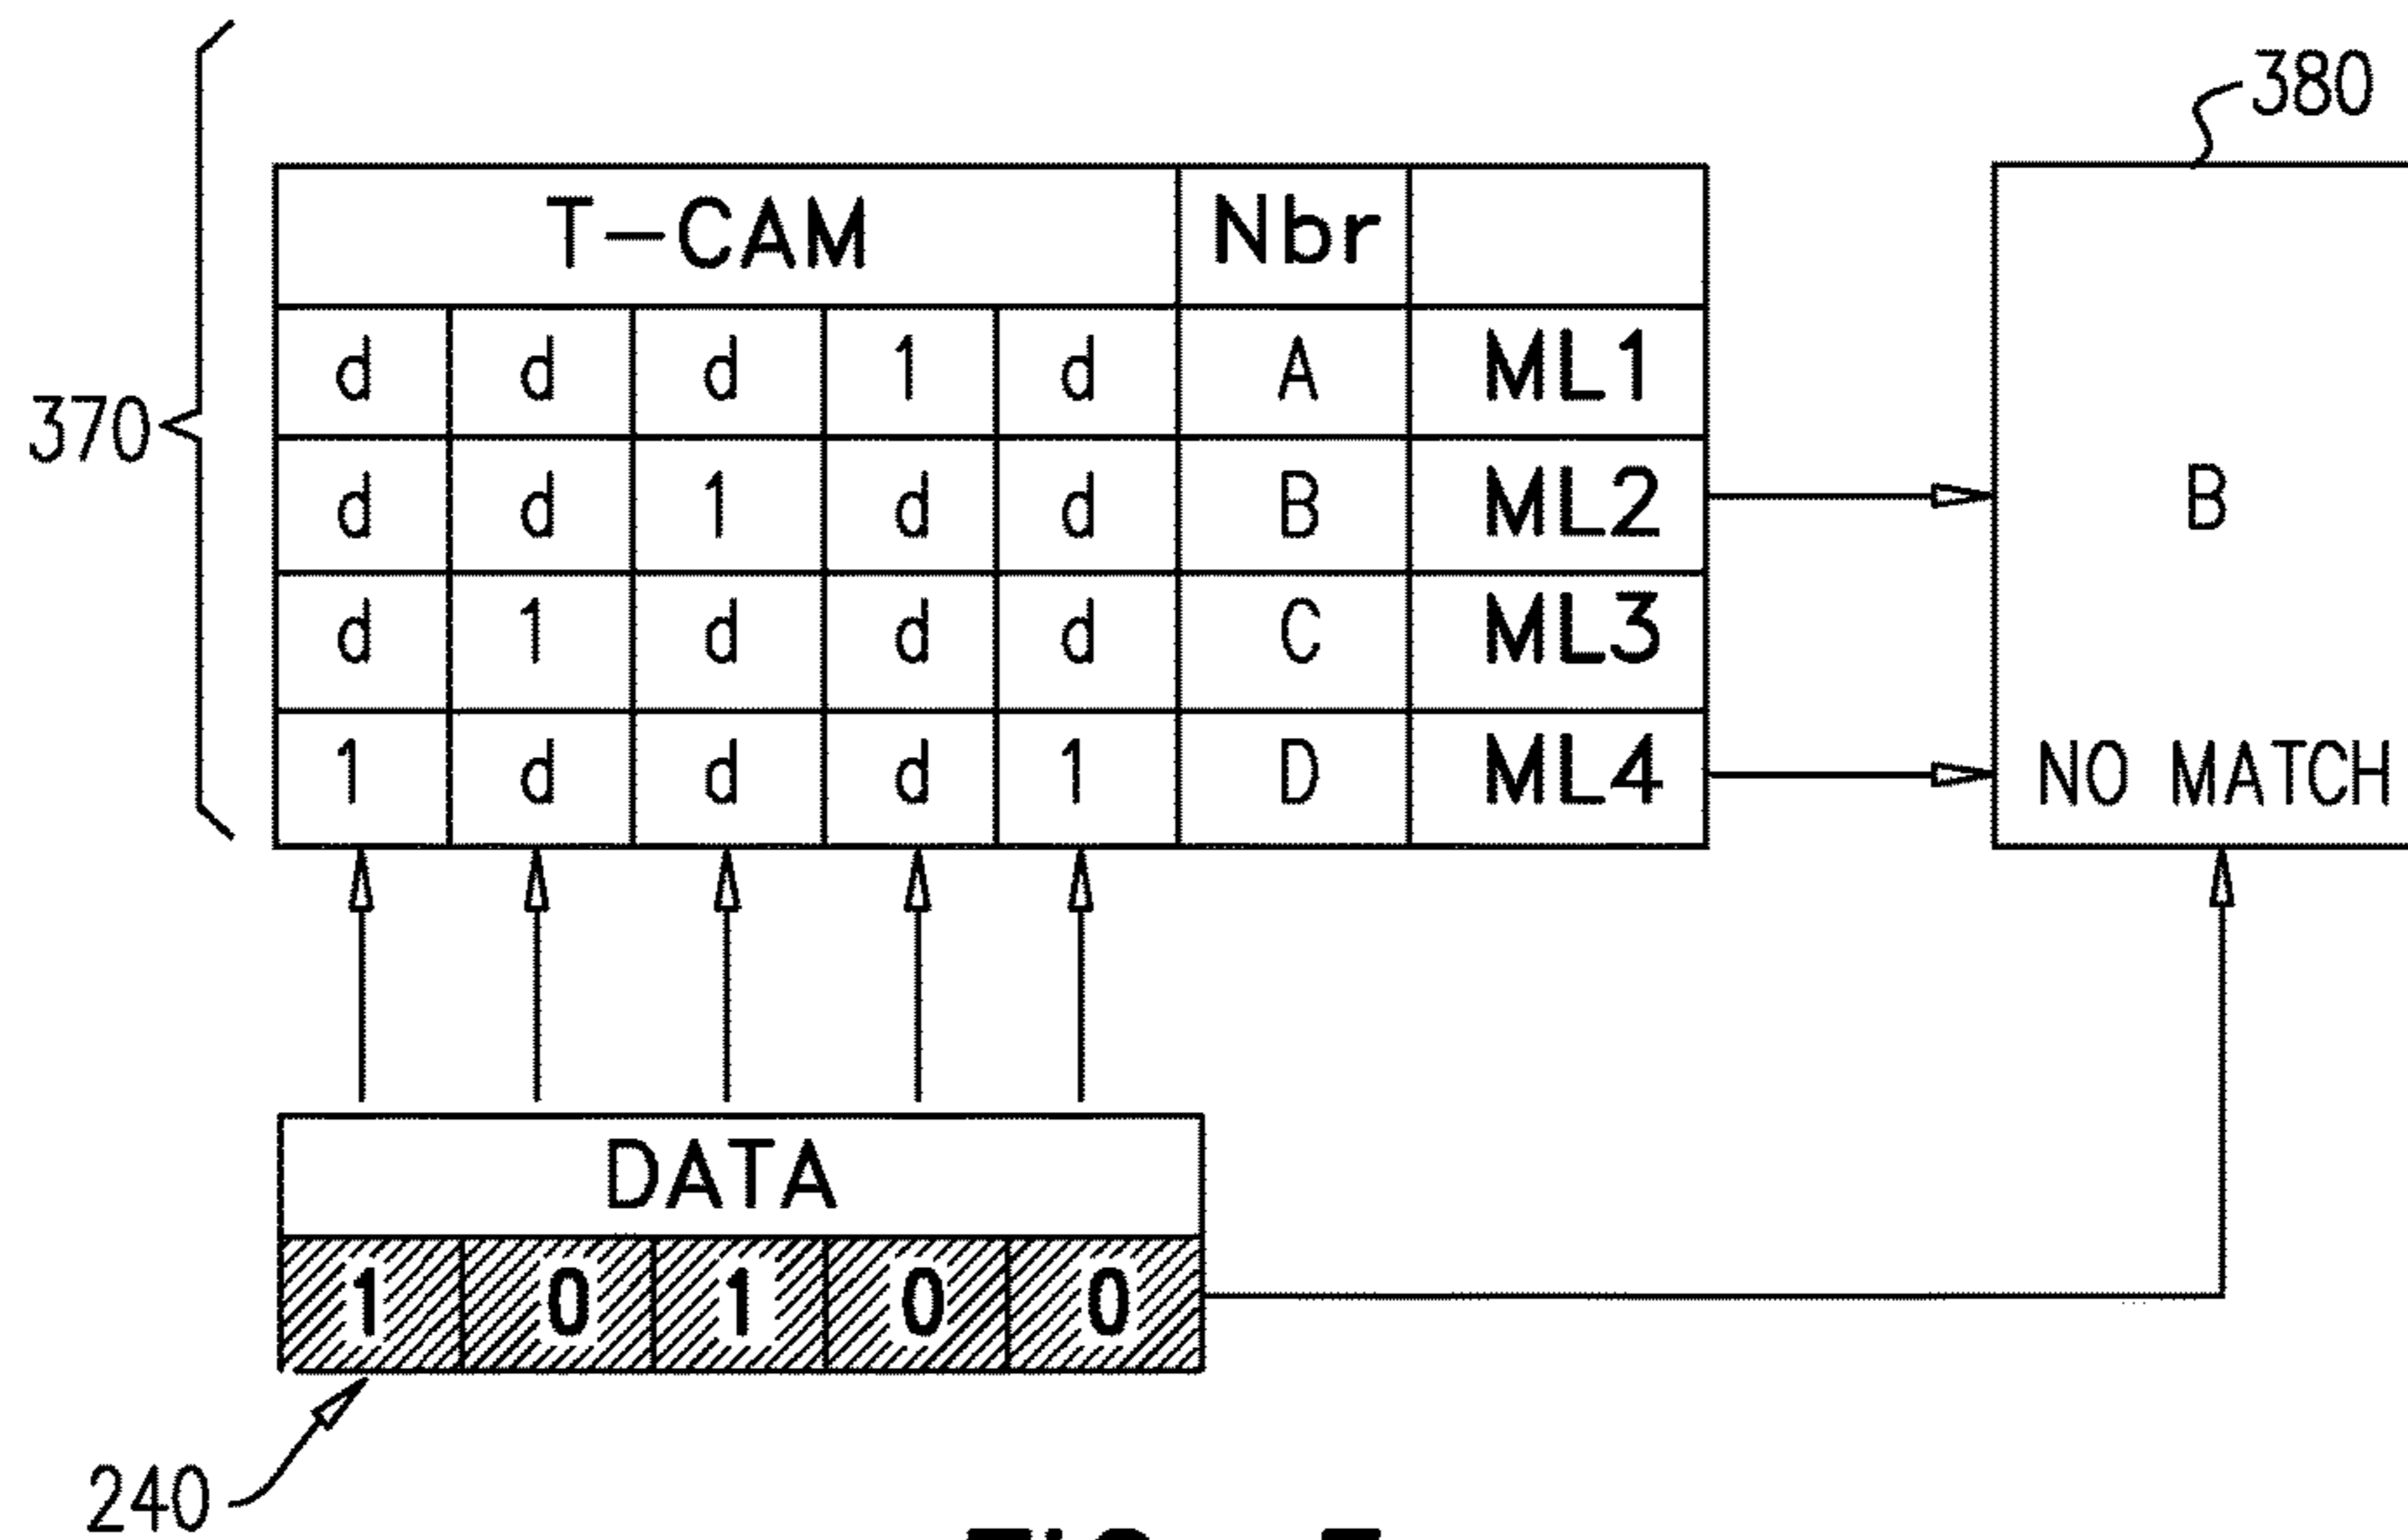 380
T-CAM Nbr
d d d 1 d A ML1
370
d d 1 d d B ML2 B
d 1 d d d C ML3
1 d d d 1 D ML4 NO MATCH
DATA
1 0 1 0 0
240